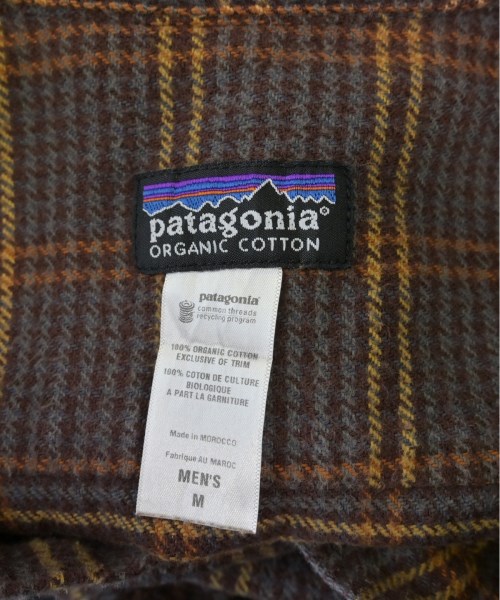 patagonia®
ORGANIC COTTON
patagonia®
common threads
recycling program
100% ORGANIC COTTON
EXCLUSIVE OF TRIM
100% COTON DE CULTURE
BIOLOGIQUE
A PART LA GARNITURE
Made in MOROCCO
Fabrique AU MAROC
MEN'S
M